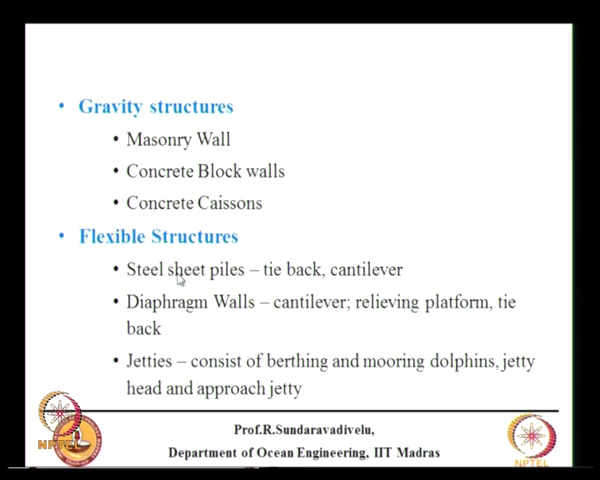 • Gravity structures
• Masonry Wall
• Concrete Block walls
• Concrete Caissons
• Flexible Structures
• Steel sheet piles – tie back, cantilever
• Diaphragm Walls – cantilever; relieving platform, tie
back
• Jetties – consist of berthing and mooring dolphins, jetty
head and approach jetty
Prof.R.Sundaravadivelu,
Department of Ocean Engineering, IIT Madras
NPTEL
NPTEL